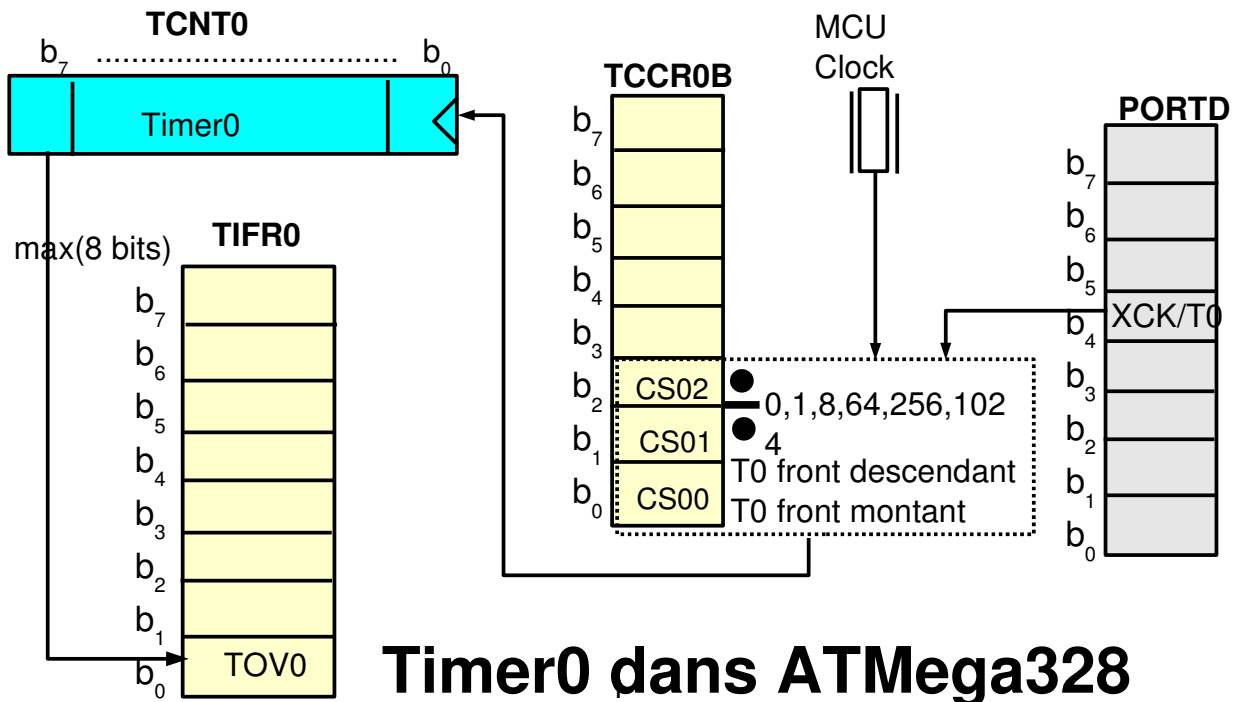 TCNT0
b7 .................................. b0
Timer0
max(8 bits)
TIFR0
b7
b6
b5
b4
b3
b2
b1
b0
TOV0
TCCR0B
b7
b6
b5
b4
b3
b2
b1
b0
CS02
CS01
CS00
MCU
Clock
0,1,8,64,256,102
4
T0 front descendant
T0 front montant
PORTD
b7
b6
b5
b4
b3
b2
b1
b0
XCK/T0
Timer0 dans ATMega328